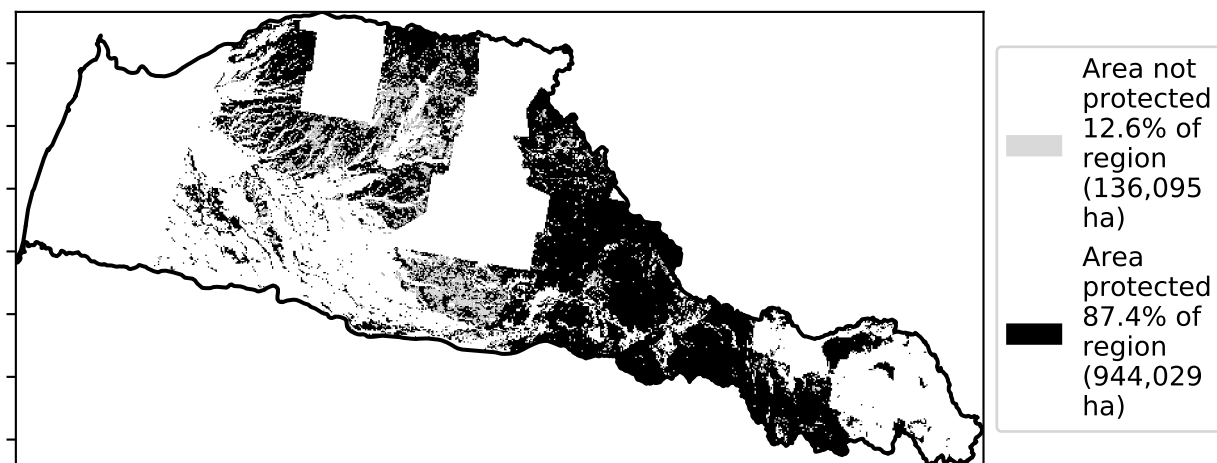 Area not
protected
12.6% of
region
(136,095
ha)
Area
protected
87.4% of
region
(944,029
ha)